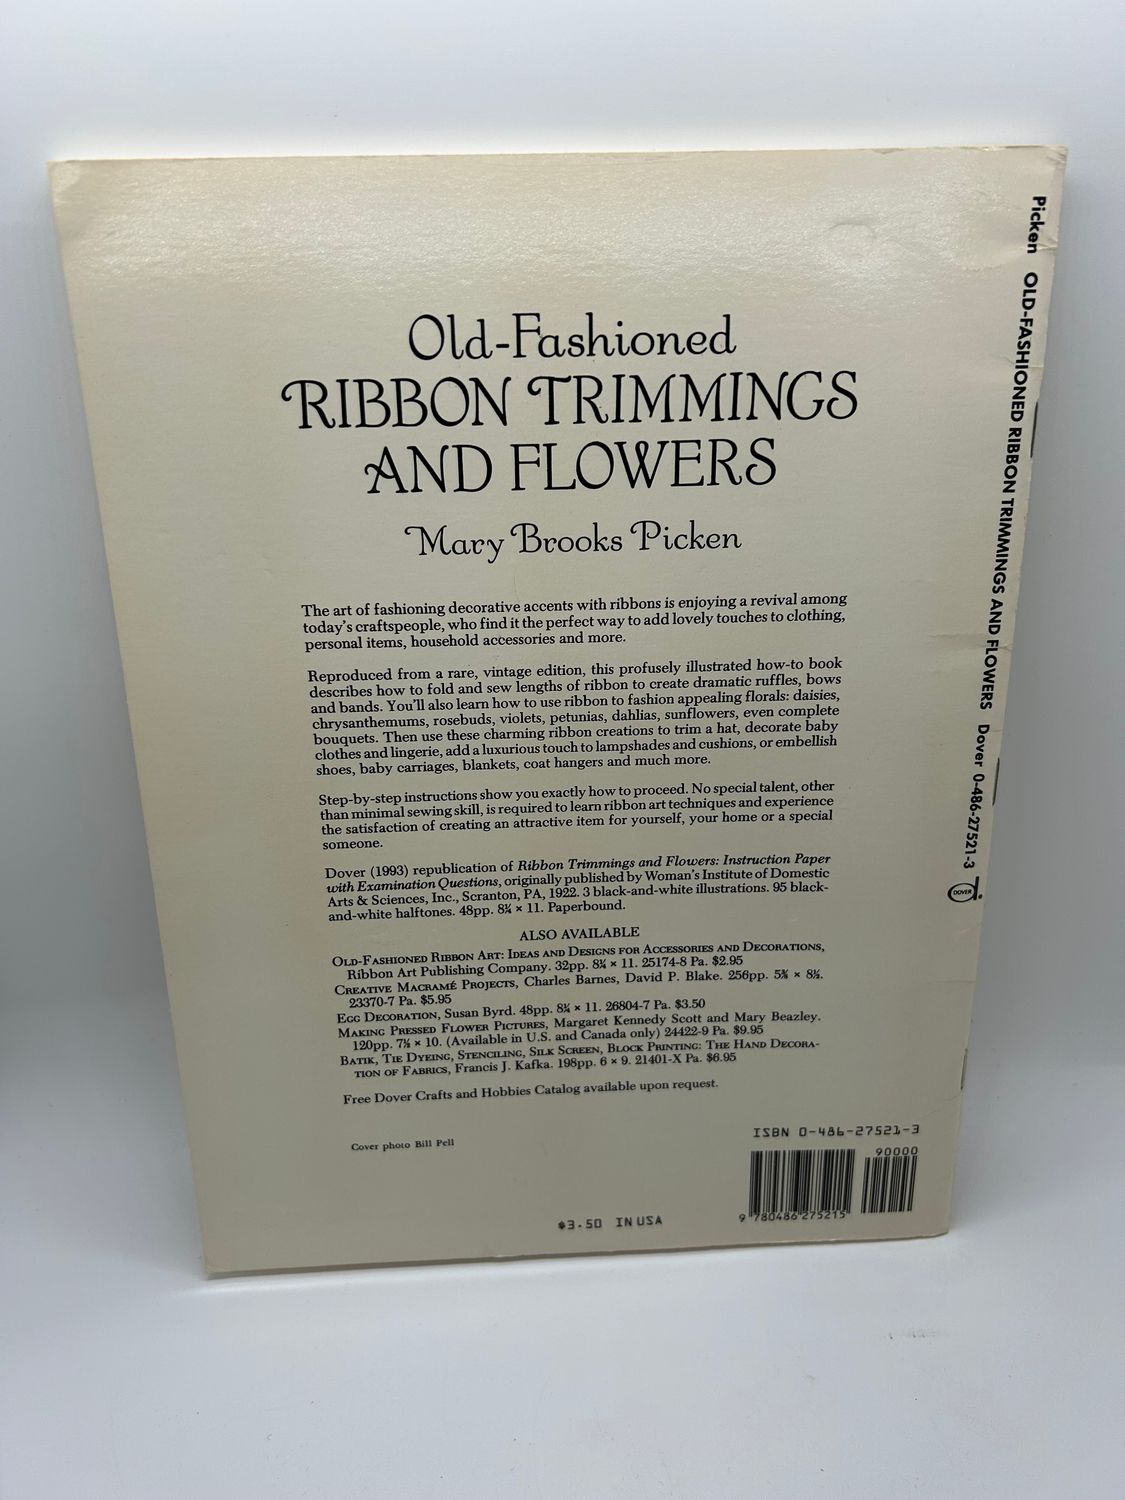 Old-Fashioned
RIBBON TRIMMINGS
AND FLOWERS
Mary Brooks Picken
The art of fashioning decorative accents with ribbons is enjoying a revival among
today's craftspeople, who find it the perfect way to add lovely touches to clothing,
personal items, household accessories and more.
Reproduced from a rare, vintage edition, this profusely illustrated how-to book
describes how to fold and sew lengths of ribbon to create dramatic ruffles, bows
and bands. You'll also learn how to use ribbon to fashion appealing florals: daisies,
chrysanthemums, rosebuds, violets, petunias, dahlias, sunflowers, even complete
bouquets. Then use these charming ribbon creations to trim a hat, decorate baby
clothes and lingerie, add a luxurious touch to lampshades and cushions, or embellish
shoes, baby carriages, blankets, coat hangers and much more.
Step-by-step instructions show you exactly how to proceed. No special talent, other
than minimal sewing skill, is required to learn ribbon art techniques and experience
the satisfaction of creating an attractive item for yourself, your home or a special
someone.
Dover (1993) republication of Ribbon Trimmings and Flowers: Instruction Paper
with Examination Questions, originally published by Woman's Institute of Domestic
Arts & Sciences, Inc., Scranton, PA, 1922. 3 black-and-white illustrations. 95 black-
and-white halftones. 48pp. 8¼ × 11. Paperbound.
ALSO AVAILABLE
OLD-FASHIONED RIBBON ART: IDEAS AND DESIGNS FOR ACCESSORIES AND DECORATIONS,
Ribbon Art Publishing Company. 32pp. 8¼ × 11. 25174-8 Pa. $2.95
CREATIVE MACRAMÉ PROJECTS, Charles Barnes, David P. Blake. 256pp. 5⅜ × 8½.
23370-7 Pa. $5.95
EGG DECORATION, Susan Byrd. 48pp. 8¼ × 11. 26804-7 Pa. $3.50
MAKING PRESSED FLOWER PICTURES, Margaret Kennedy Scott and Mary Beazley.
120pp. 7⅛ × 10. (Available in U.S. and Canada only) 24422-9 Pa. $9.95
BATIK, TIE DYEING, STENCILING, SILK SCREEN, BLOCK PRINTING: THE HAND DECORA-
TION OF FABRICS, Francis J. Kafka. 198pp. 6 × 9. 21401-X Pa. $6.95
Free Dover Crafts and Hobbies Catalog available upon request.
Cover photo Bill Pell
$3.50 IN USA
ISBN 0-486-27521-3
90000
9 780486 275215
Picken OLD-FASHIONED RIBBON TRIMMINGS AND FLOWERS Dover 0-486-27521-3
DOVER